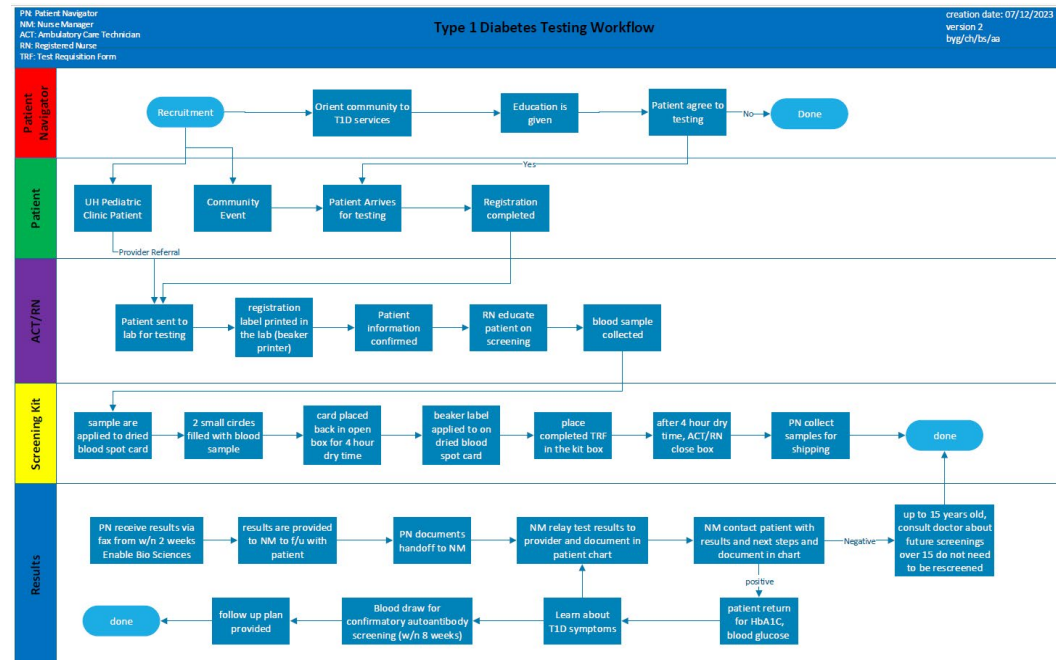 PN: Patient Navigator
NM: Nurse Manager
ACT: Ambulatory Care Technician
RN: Registered Nurse
TRF: Test Requisition Form
Type 1 Diabetes Testing Workflow
creation date: 07/12/2023
version 2
byg/ch/bs/aa
Patient
Navigator
Recruitment
Orient community to
T1D services
Education is
given
Patient agree to
testing
No
Done
Yes
Patient
UH Pediatric
Clinic Patient
Community
Event
Patient Arrives
for testing
Registration
completed
Provider Referral
ACT/RN
Patient sent to
lab for testing
registration
label printed in
the lab (beaker
printer)
Patient
information
confirmed
RN educate
patient on
screening
blood sample
collected
Screening Kit
sample are
applied to dried
blood spot card
2 small circles
filled with blood
sample
card placed
back in open
box for 4 hour
dry time
beaker label
applied to on
dried blood
spot card
place
completed TRF
in the kit box
after 4 hour dry
time, ACT/RN
close box
PN collect
samples for
shipping
done
Results
PN receive results via
fax from w/n 2 weeks
Enable Bio Sciences
results are provided
to NM to f/u with
patient
PN documents
handoff to NM
NM relay test results to
provider and document in
patient chart
NM contact patient with
results and next steps and
document in chart
Negative
up to 15 years old,
consult doctor about
future screenings
over 15 do not need
to be rescreened
positive
done
follow up plan
provided
Blood draw for
confirmatory autoantibody
screening (w/n 8 weeks)
Learn about
T1D symptoms
patient return
for HbA1C,
blood glucose